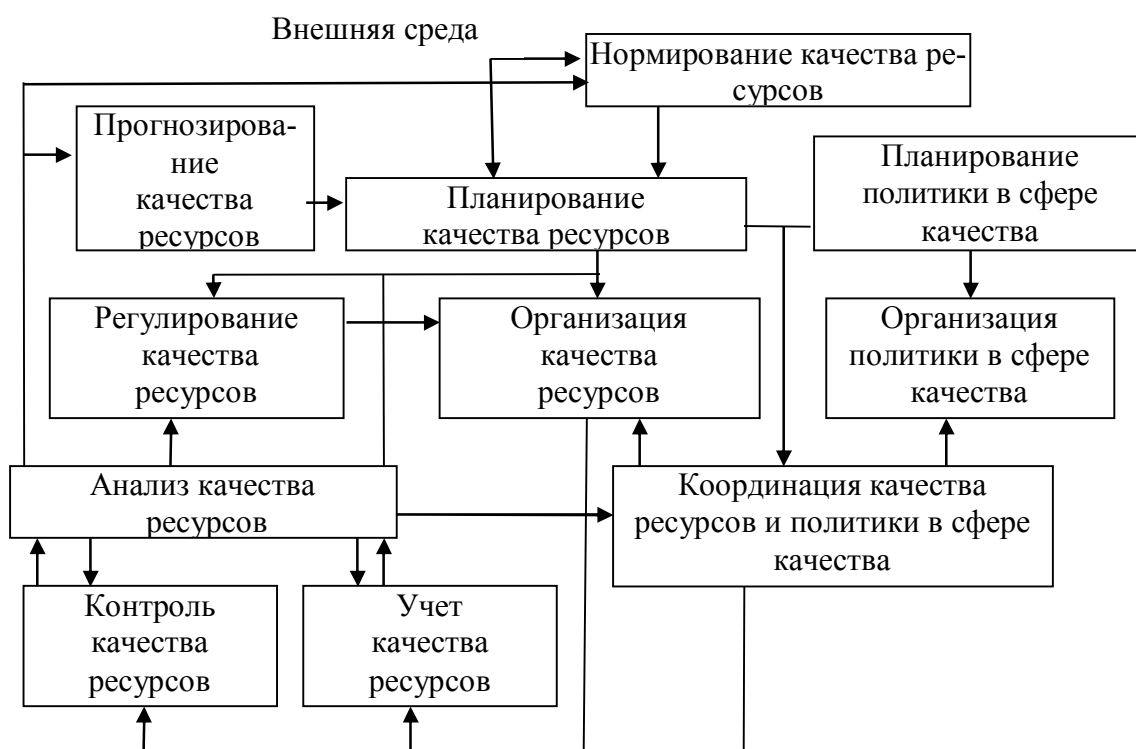 Внешняя среда
Нормирование качества ре-
сурсов
Прогнозирова-
ние
качества
ресурсов
Планирование
качества ресурсов
Планирование
политики в сфере
качества
Регулирование
качества
ресурсов
Организация
качества
ресурсов
Организация
политики в сфере
качества
Анализ качества
ресурсов
Координация качества
ресурсов и политики в сфере
качества
Контроль
качества
ресурсов
Учет
качества
ресурсов